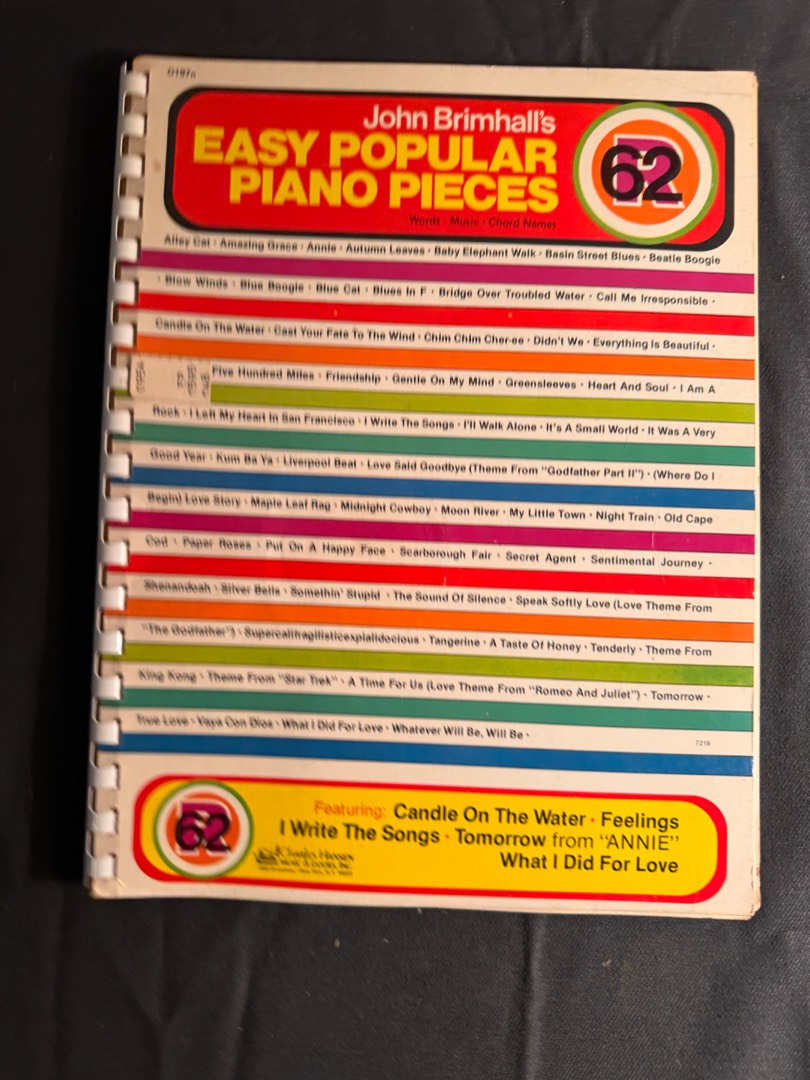 O187n
John Brimhall's
EASY POPULAR
PIANO PIECES
Words · Music · Chord Names
62
Alley Cat · Amazing Grace · Annie · Autumn Leaves · Baby Elephant Walk · Basin Street Blues · Beatle Boogie
· Blow Winds · Blue Boogie · Blue Cat · Blues In F · Bridge Over Troubled Water · Call Me Irresponsible ·
Candle On The Water · Cast Your Fate To The Wind · Chim Chim Cher-ee · Didn't We · Everything Is Beautiful ·
Five Hundred Miles · Friendship · Gentle On My Mind · Greensleeves · Heart And Soul · I Am A
Rock · I Left My Heart In San Francisco · I Write The Songs · I'll Walk Alone · It's A Small World · It Was A Very
Good Year · Kum Ba Ya · Liverpool Beat · Love Said Goodbye (Theme From "Godfather Part II") · (Where Do I
Begin) Love Story · Maple Leaf Rag · Midnight Cowboy · Moon River · My Little Town · Night Train · Old Cape
Cod · Paper Roses · Put On A Happy Face · Scarborough Fair · Secret Agent · Sentimental Journey ·
Shenandoah · Silver Bells · Somethin' Stupid · The Sound Of Silence · Speak Softly Love (Love Theme From
"The Godfather") · Supercalifragilisticexpialidocious · Tangerine · A Taste Of Honey · Tenderly · Theme From
King Kong · Theme From "Star Trek" · A Time For Us (Love Theme From "Romeo And Juliet") · Tomorrow ·
True Love · Vaya Con Dios · What I Did For Love · Whatever Will Be, Will Be ·
7218
62
Featuring: Candle On The Water · Feelings
I Write The Songs · Tomorrow from "ANNIE"
What I Did For Love
Charles Hansen